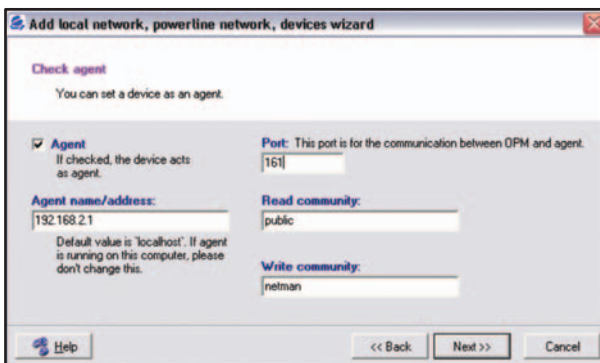 Add local network, powerline network, devices wizard
Check agent
You can set a device as an agent.
Agent
If checked, the device acts
as agent.
Port: This port is for the communication between OPM and agent.
161
Agent name/address:
192.168.2.1
Default value is 'localhost'. If agent
is running on this computer, please
don't change this.
Read community:
public
Write community:
netman
Help
<< Back
Next >>
Cancel